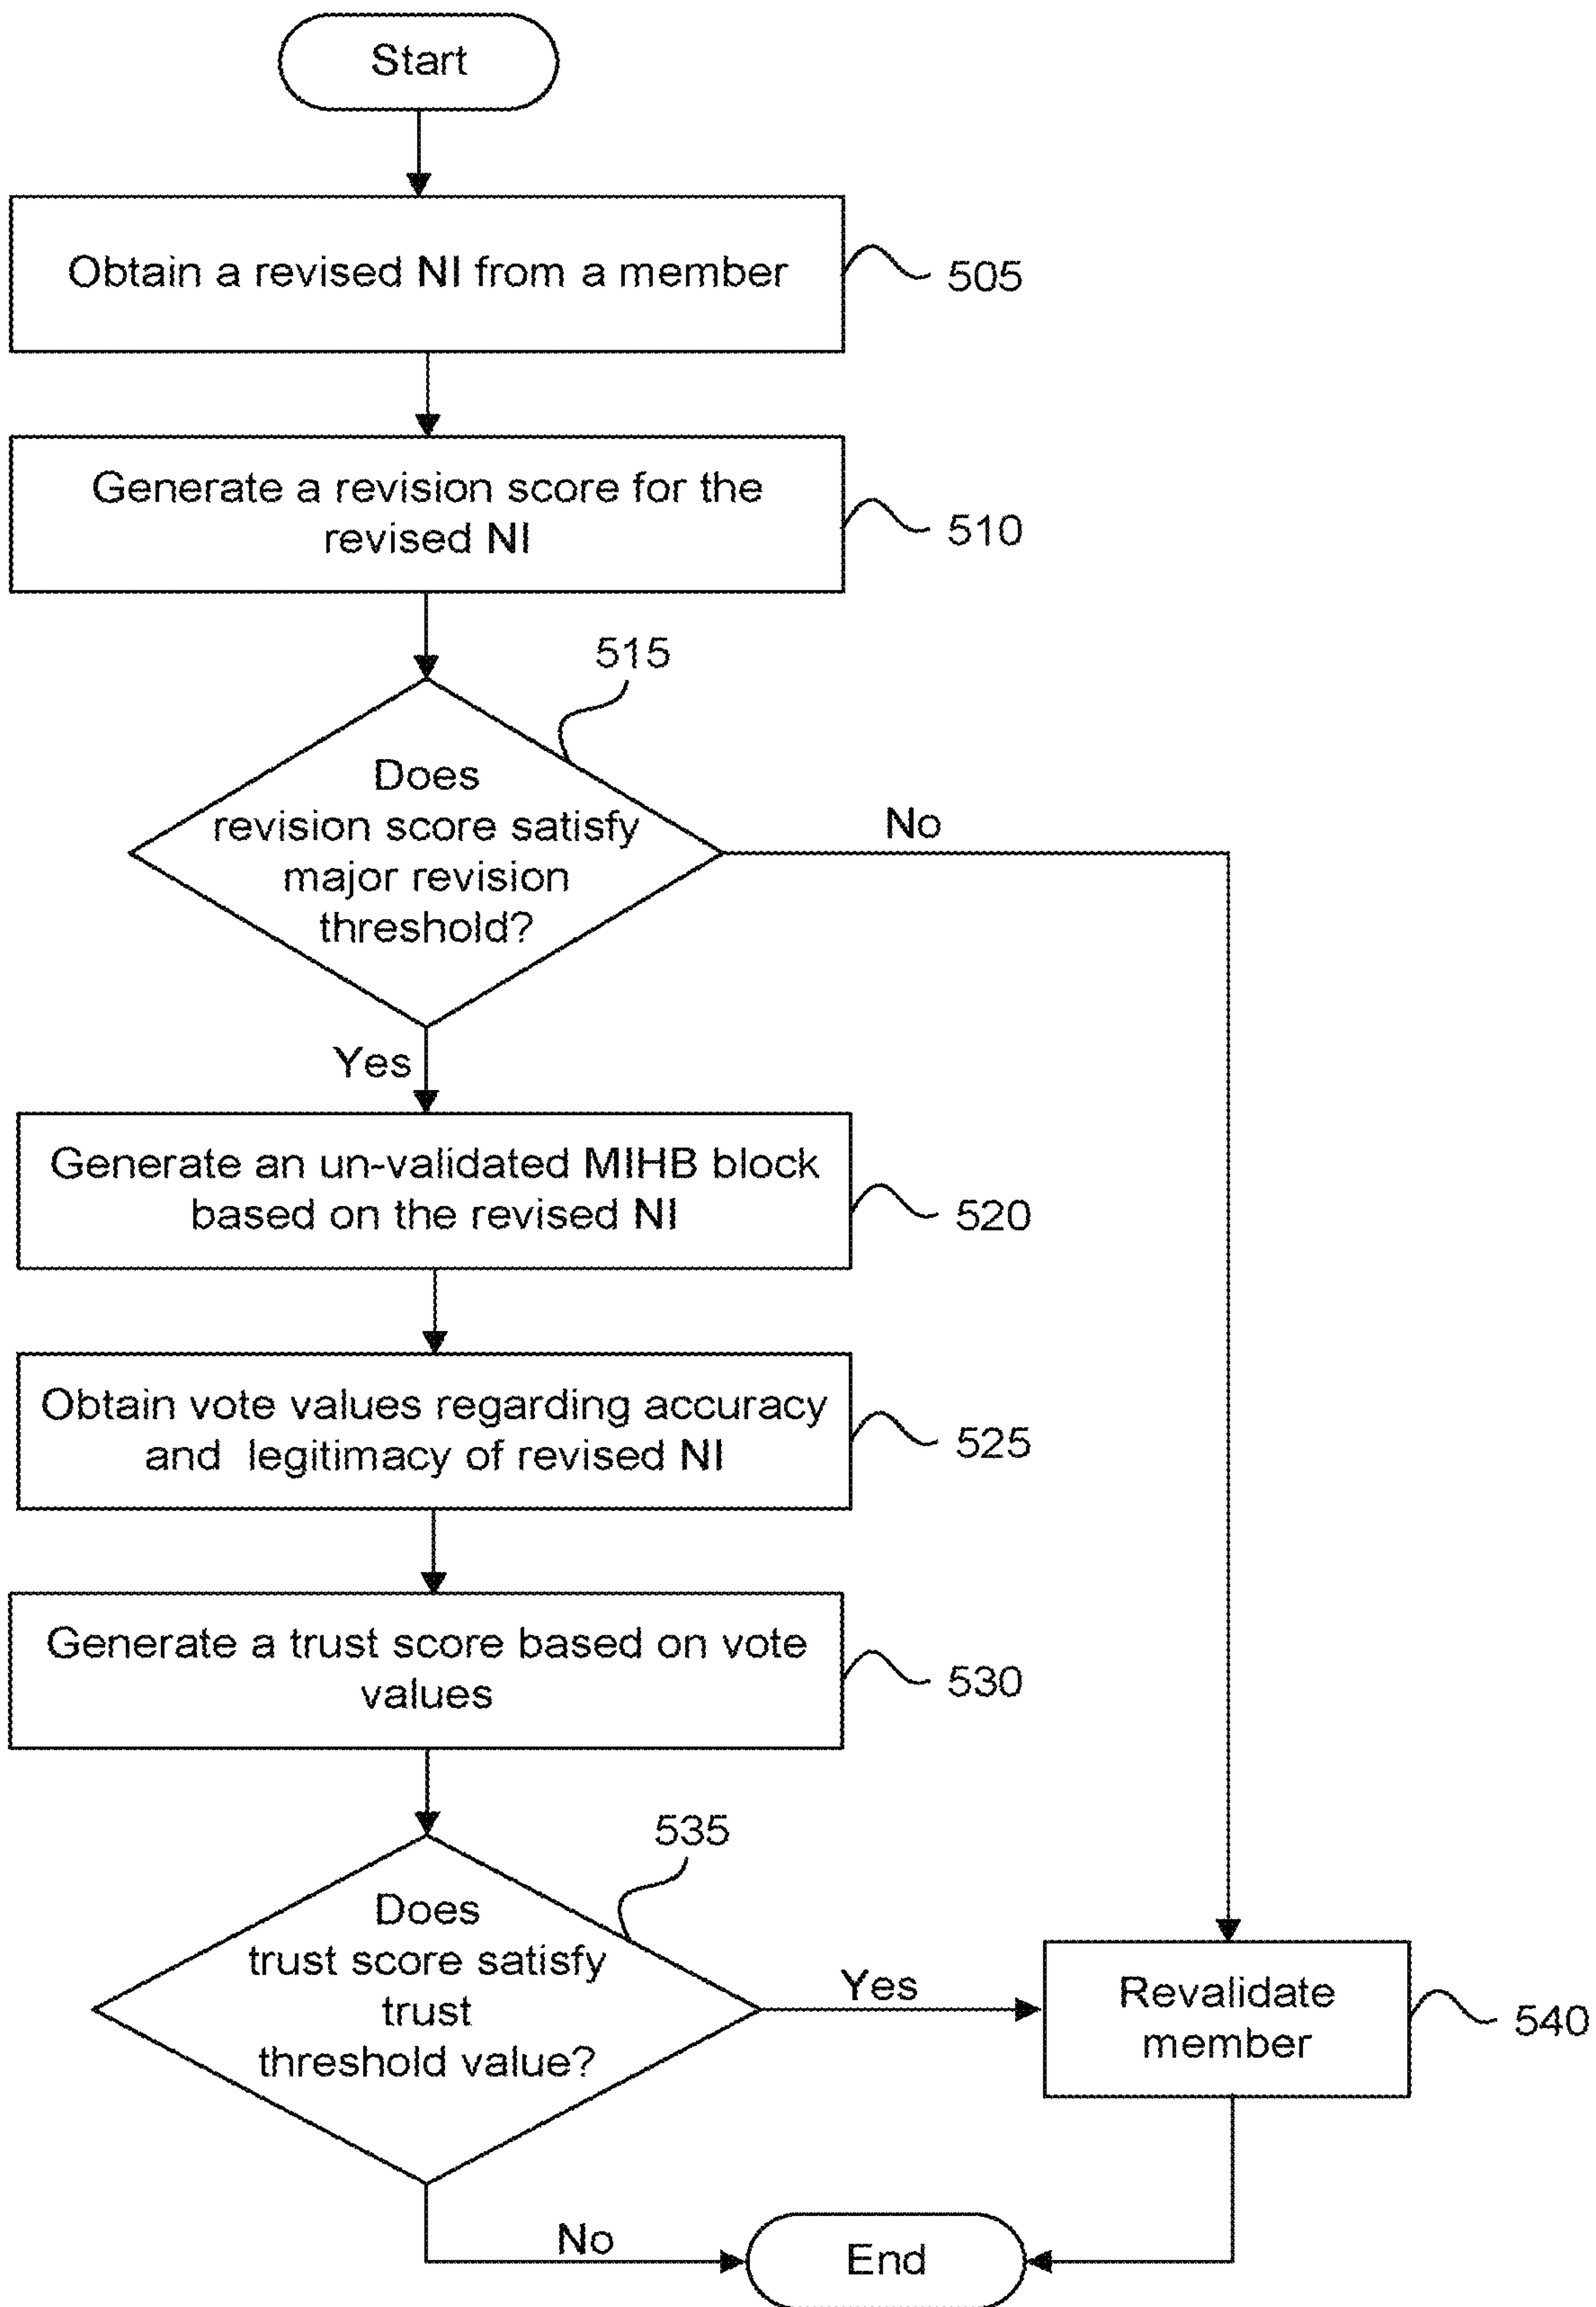 Start
Obtain a revised NI from a member
505
Generate a revision score for the
revised NI
510
515
Does
revision score satisfy
major revision
threshold?
No
Yes
Generate an un-validated MIHB block
based on the revised NI
520
Obtain vote values regarding accuracy
and legitimacy of revised NI
525
Generate a trust score based on vote
values
530
535
Does
trust score satisfy
trust
threshold value?
Yes
Revalidate
member
540
No
End